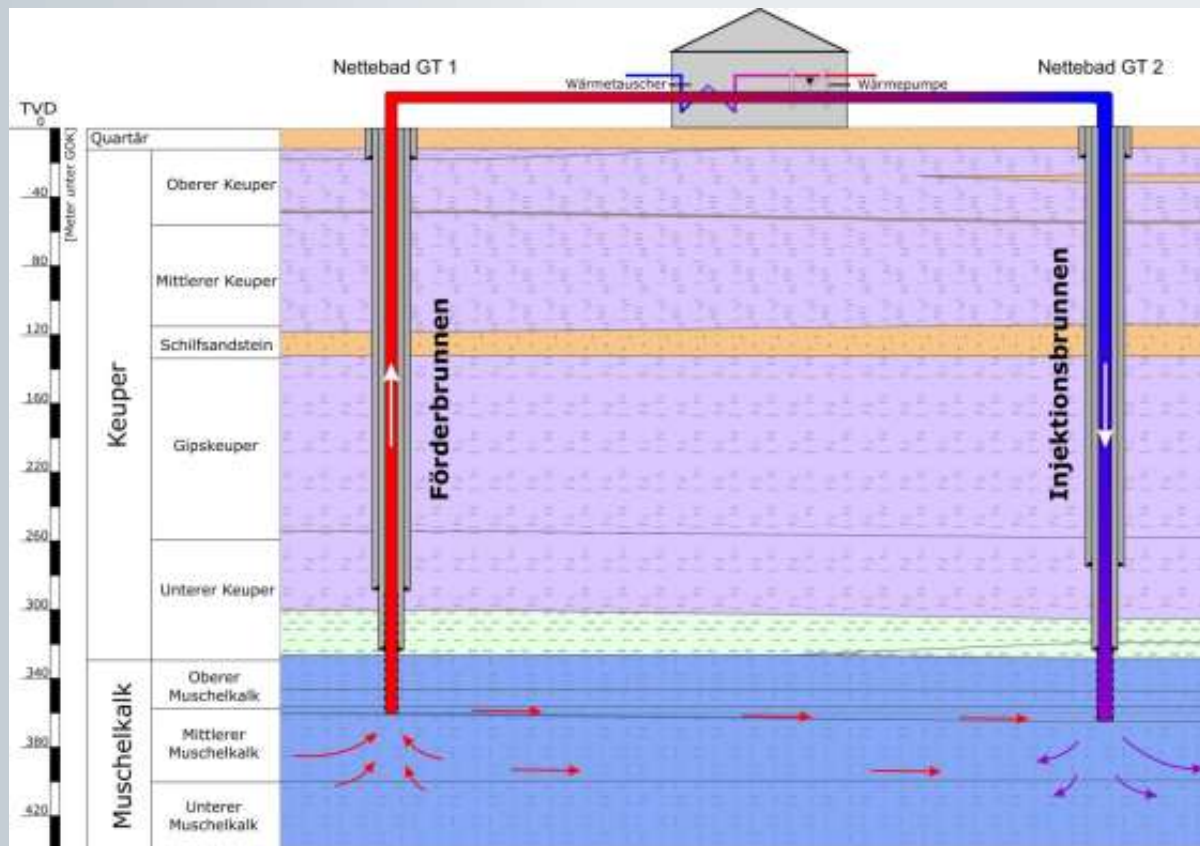 Nettebad GT 1
Nettebad GT 2
Wärmetauscher
Wärmepumpe
TVD
0
[Meter unter GOK]
Quartär
Oberer Keuper
40
Mittlerer Keuper
80
120
Schilfsandstein
160
Keuper
Gipskeuper
Förderbrunnen
Injektionsbrunnen
220
260
Unterer Keuper
300
340
Oberer
Muschelkalk
Mittlerer
Muschelkalk
380
Muschelkalk
Unterer
Muschelkalk
420